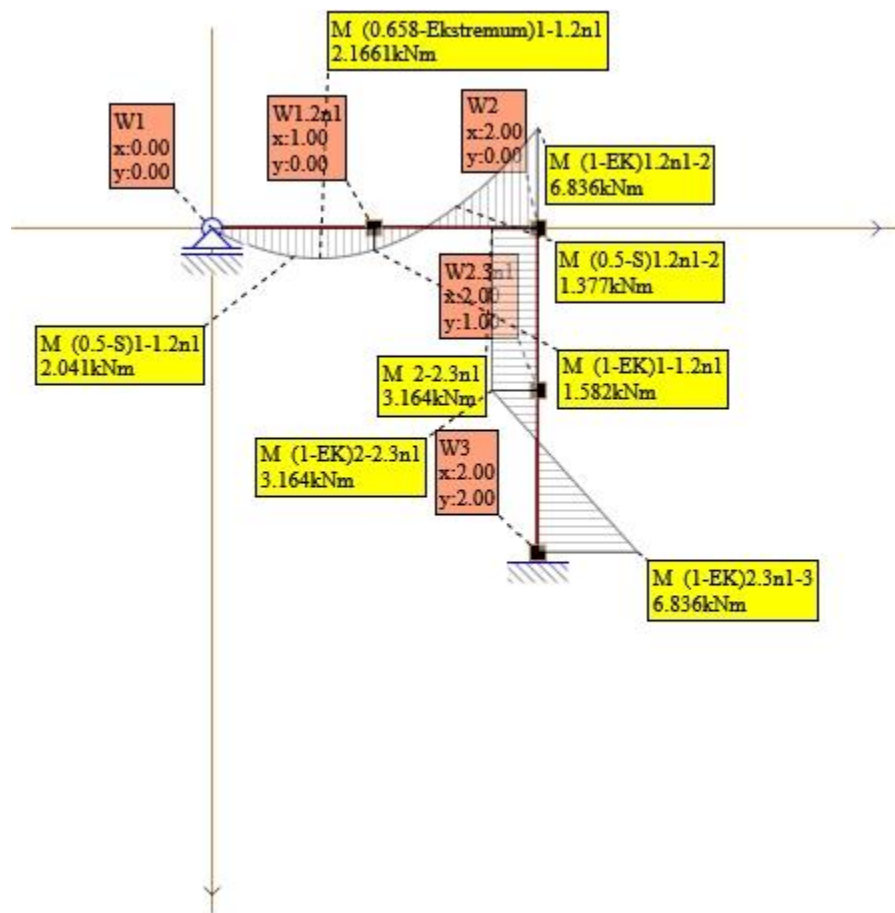 M (0.658-Ekstremum)1-1.2n1
2.1661kNm
W1
x:0.00
y:0.00
W1.2n1
x:1.00
y:0.00
W2
x:2.00
y:0.00
M (1-EK)1.2n1-2
6.836kNm
M (0.5-S)1.2n1-2
1.377kNm
W2.3n1
x:2.00
y:1.00
M (0.5-S)1-1.2n1
2.041kNm
M 2-2.3n1
3.164kNm
M (1-EK)1-1.2n1
1.582kNm
M (1-EK)2-2.3n1
3.164kNm
W3
x:2.00
y:2.00
M (1-EK)2.3n1-3
6.836kNm